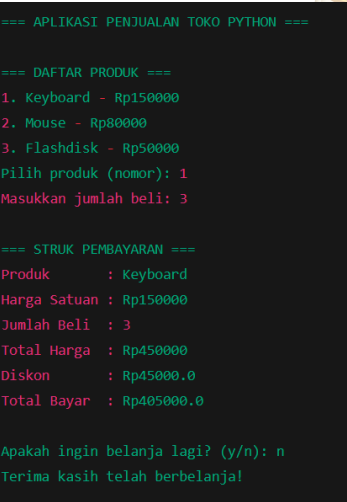 === APLIKASI PENJUALAN TOKO PYTHON ===
=== DAFTAR PRODUK ===
1. Keyboard - Rp150000
2. Mouse - Rp80000
3. Flashdisk - Rp50000
Pilih produk (nomor): 1
Masukkan jumlah beli: 3
=== STRUK PEMBAYARAN ===
Produk : Keyboard
Harga Satuan : Rp150000
Jumlah Beli : 3
Total Harga : Rp450000
Diskon : Rp45000.0
Total Bayar : Rp405000.0
Apakah ingin belanja lagi? (y/n): n
Terima kasih telah berbelanja!